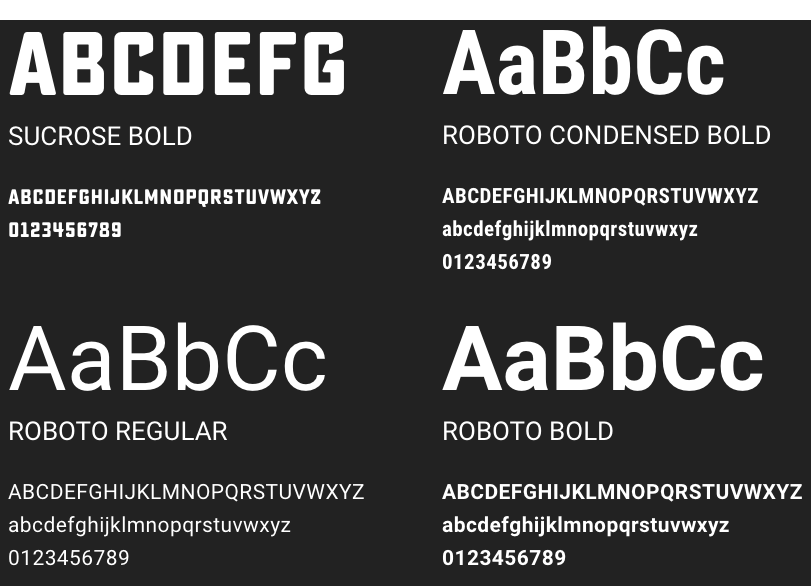 ABCDEFG
SUCROSE BOLD
ABCDEFGHIJKLMNOPQRSTUVWXYZ
0123456789
AaBbCc
ROBOTO CONDENSED BOLD
ABCDEFGHIJKLMNOPQRSTUVWXYZ
abcdefghijklmnopqrstuvwxyz
0123456789
AaBbCc
ROBOTO REGULAR
ABCDEFGHIJKLMNOPQRSTUVWXYZ
abcdefghijklmnopqrstuvwxyz
0123456789
AaBbCc
ROBOTO BOLD
ABCDEFGHIJKLMNOPQRSTUVWXYZ
abcdefghijklmnopqrstuvwxyz
0123456789